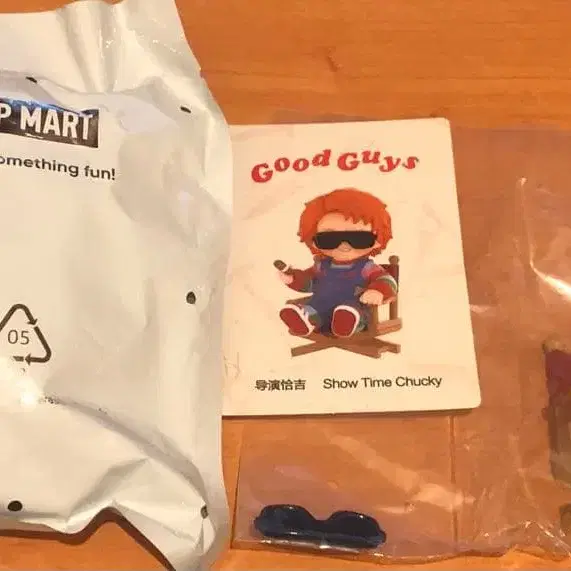 P MART
omething fun!
05
Good Guys
导演恰吉 Show Time Chucky